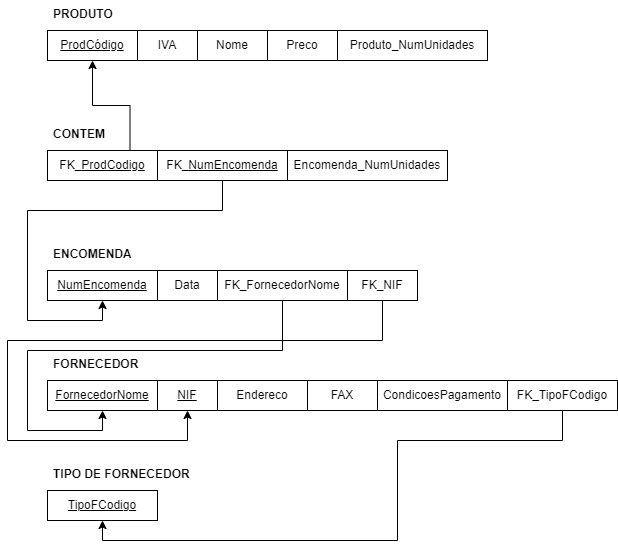 PRODUTO
ProdCódigo IVA Nome Preco Produto_NumUnidades
CONTEM
FK_ProdCodigo FK_NumEncomenda Encomenda_NumUnidades
ENCOMENDA
NumEncomenda Data FK_FornecedorNome FK_NIF
FORNECEDOR
FornecedorNome NIF Endereco FAX CondicoesPagamento FK_TipoFCodigo
TIPO DE FORNECEDOR
TipoFCodigo